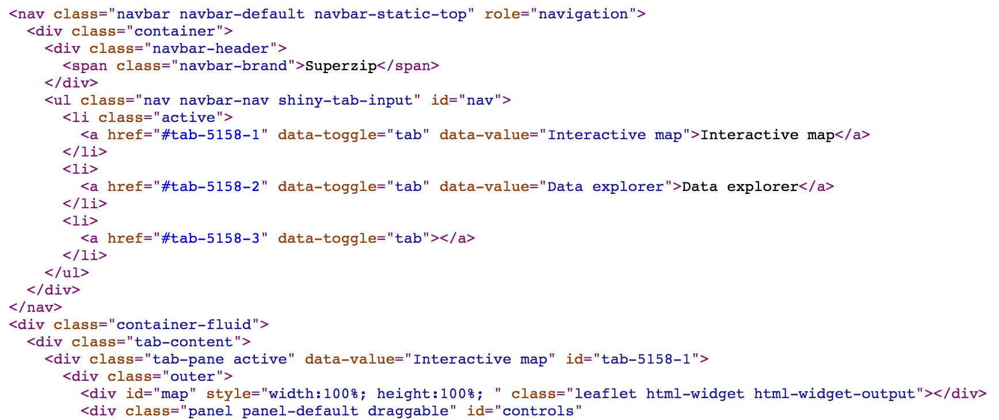 <nav class="navbar navbar-default navbar-static-top" role="navigation">
  <div class="container">
    <div class="navbar-header">
      <span class="navbar-brand">Superzip</span>
    </div>
    <ul class="nav navbar-nav shiny-tab-input" id="nav">
      <li class="active">
        <a href="#tab-5158-1" data-toggle="tab" data-value="Interactive map">Interactive map</a>
      </li>
      <li>
        <a href="#tab-5158-2" data-toggle="tab" data-value="Data explorer">Data explorer</a>
      </li>
      <li>
        <a href="#tab-5158-3" data-toggle="tab"></a>
      </li>
    </ul>
  </div>
</nav>
<div class="container-fluid">
  <div class="tab-content">
    <div class="tab-pane active" data-value="Interactive map" id="tab-5158-1">
      <div class="outer">
        <div id="map" style="width:100%; height:100%; " class="leaflet html-widget html-widget-output"></div>
        <div class="panel panel-default draggable" id="controls"